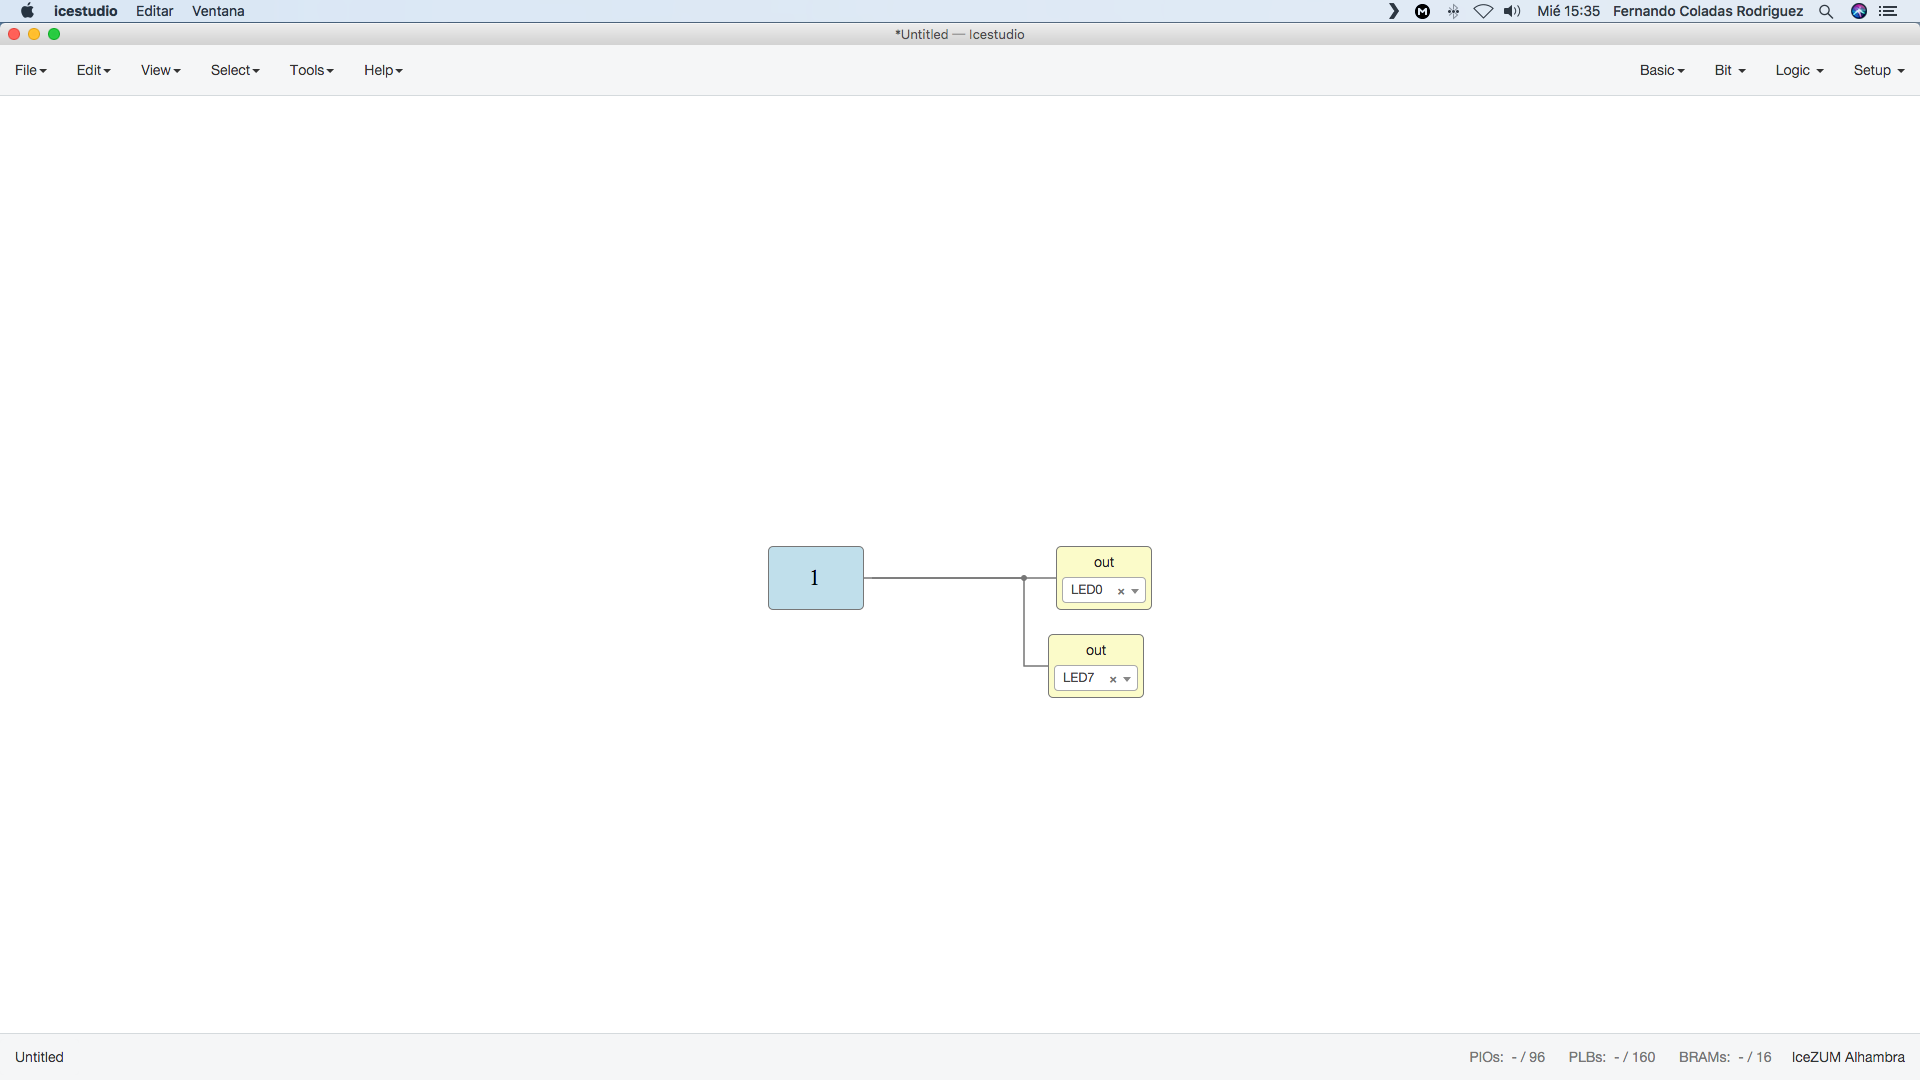 icestudio Editar Ventana Mié 15:35 Fernando Coladas Rodriguez
*Untitled — Icestudio
File Edit View Select Tools Help Basic Bit Logic Setup
1
out
LED0
out
LED7
Untitled PIOs: - / 96 PLBs: - / 160 BRAMs: - / 16 IceZUM Alhambra